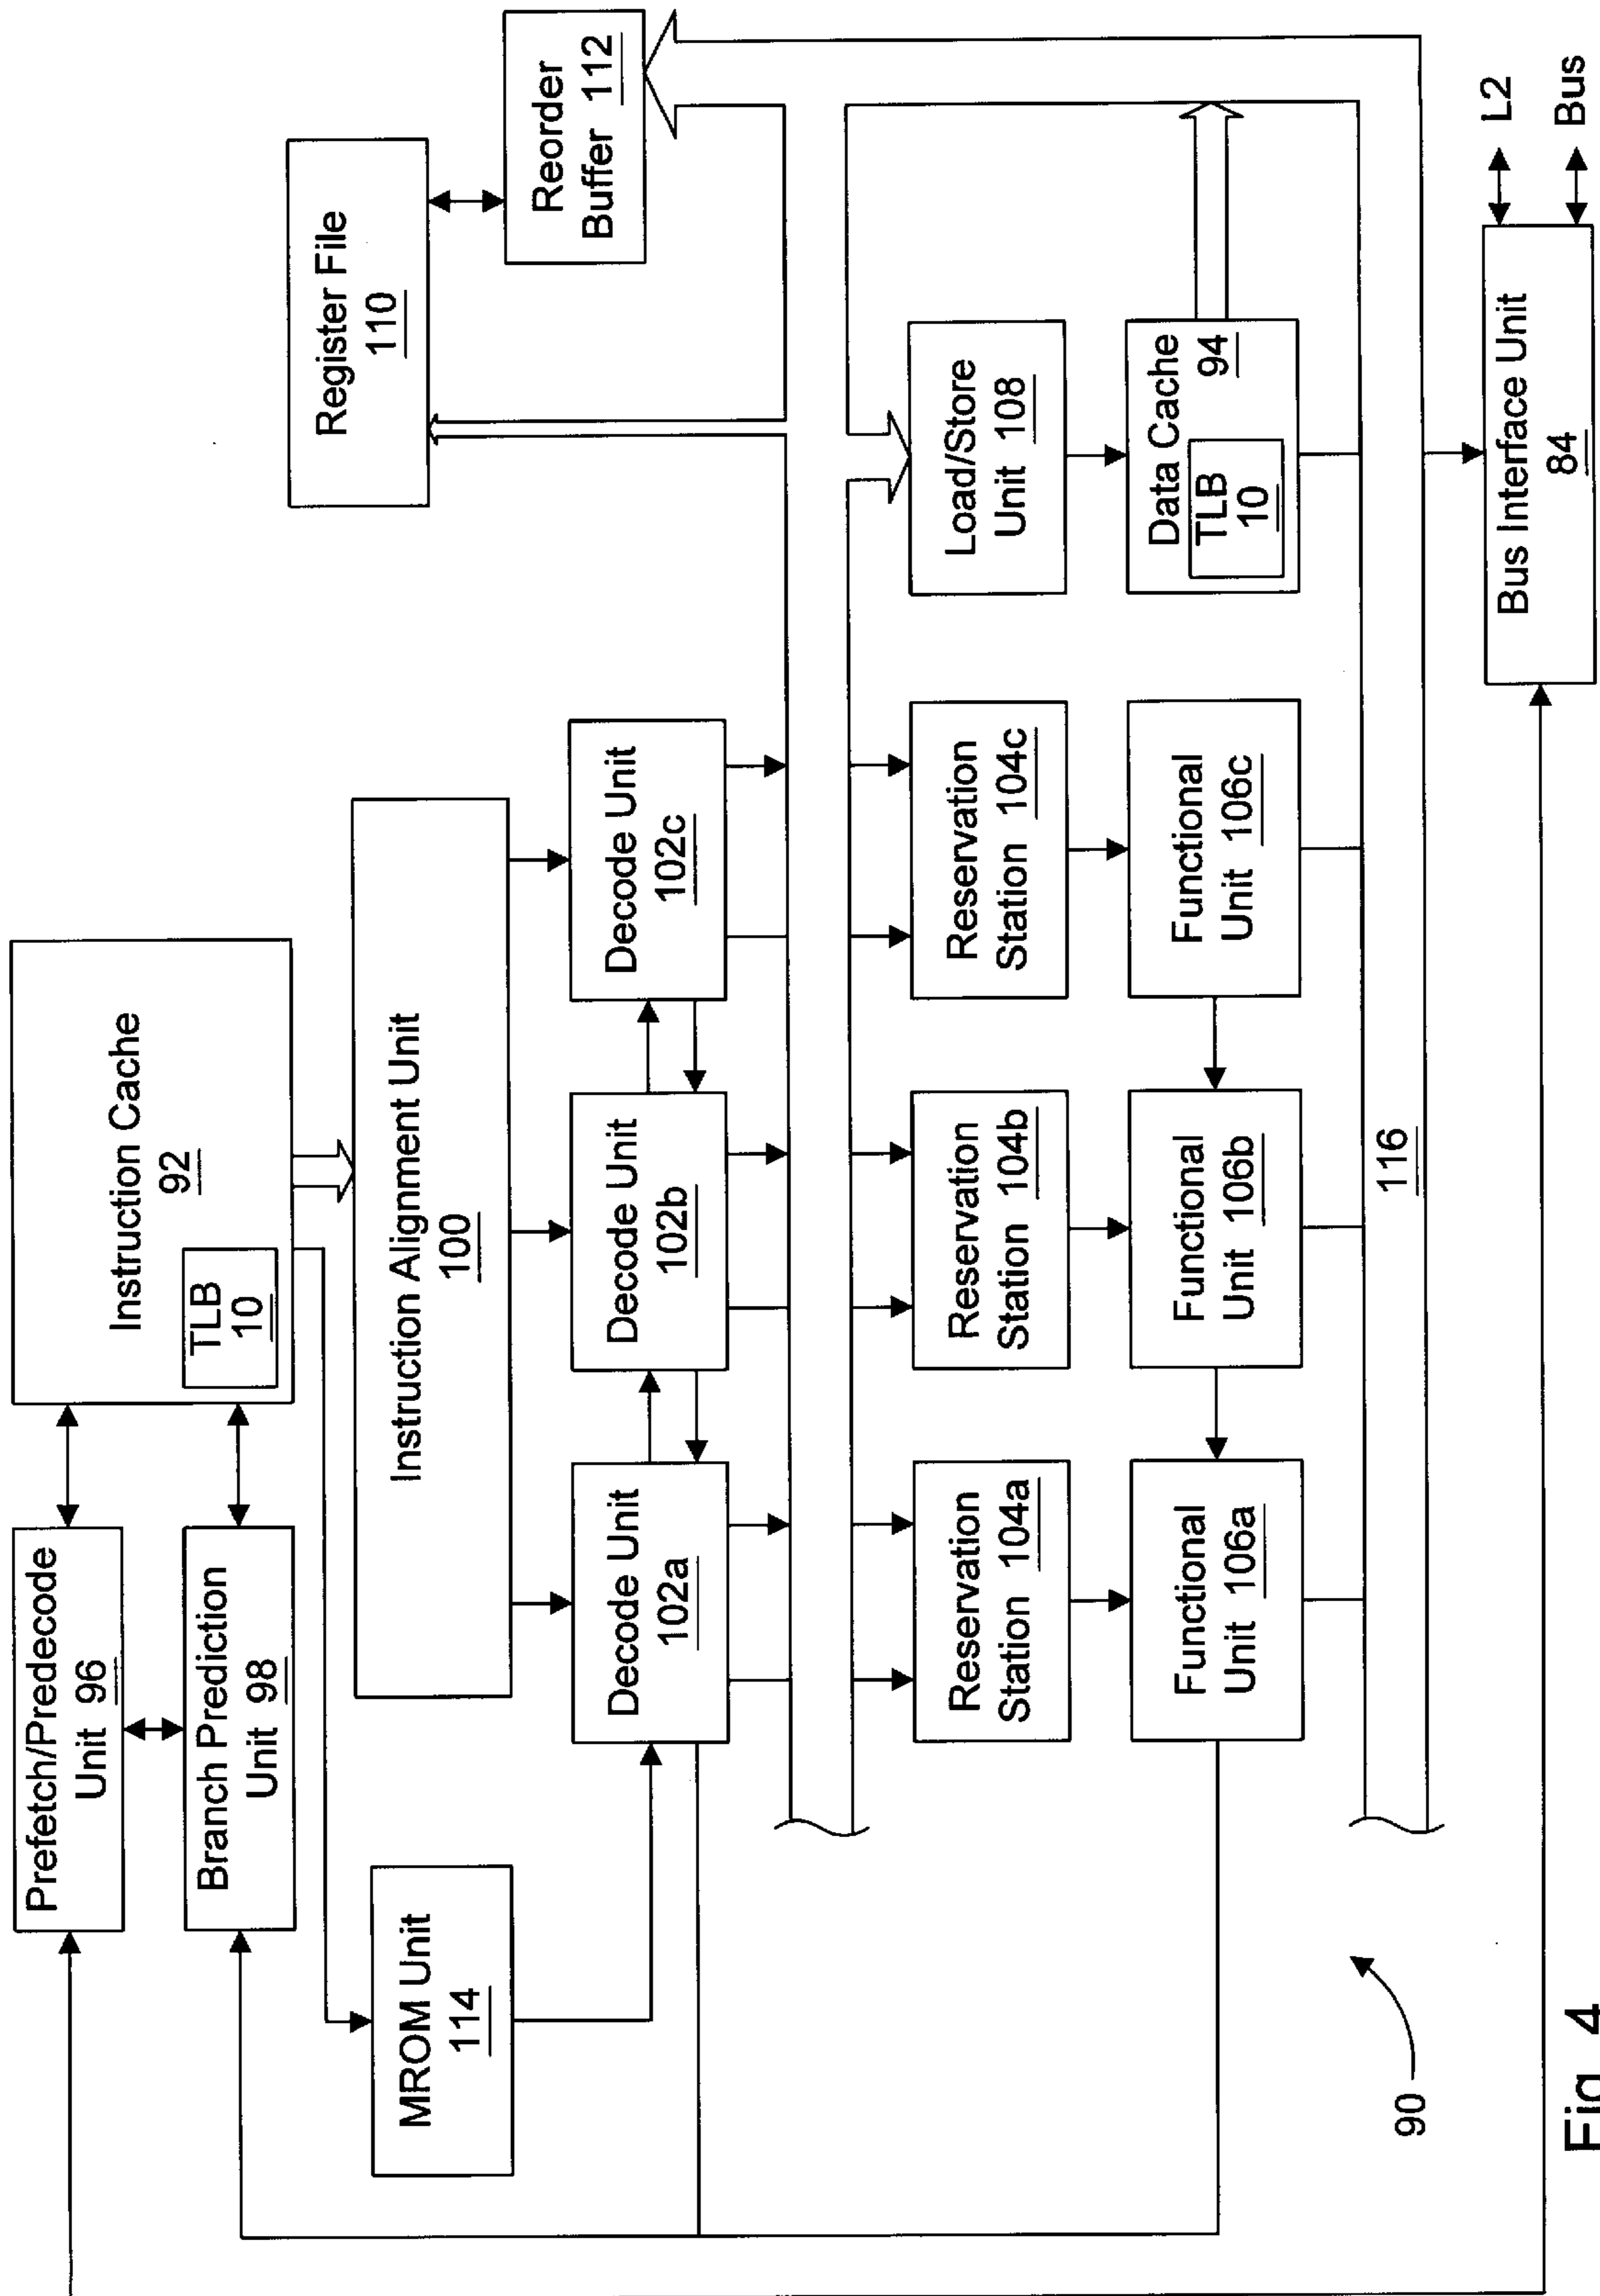 Prefetch/Predecode
Unit 96
Branch Prediction
Unit 98
Instruction Cache
92
TLB
10
MROM Unit
114
Instruction Alignment Unit
100
Register File
110
Reorder
Buffer 112
Decode Unit
102a
Decode Unit
102b
Decode Unit
102c
Reservation
Station 104a
Reservation
Station 104b
Reservation
Station 104c
Load/Store
Unit 108
Functional
Unit 106a
Functional
Unit 106b
Functional
Unit 106c
Data Cache
94
TLB
10
116
90
Bus Interface Unit
84
L2
Bus
Fig. 4